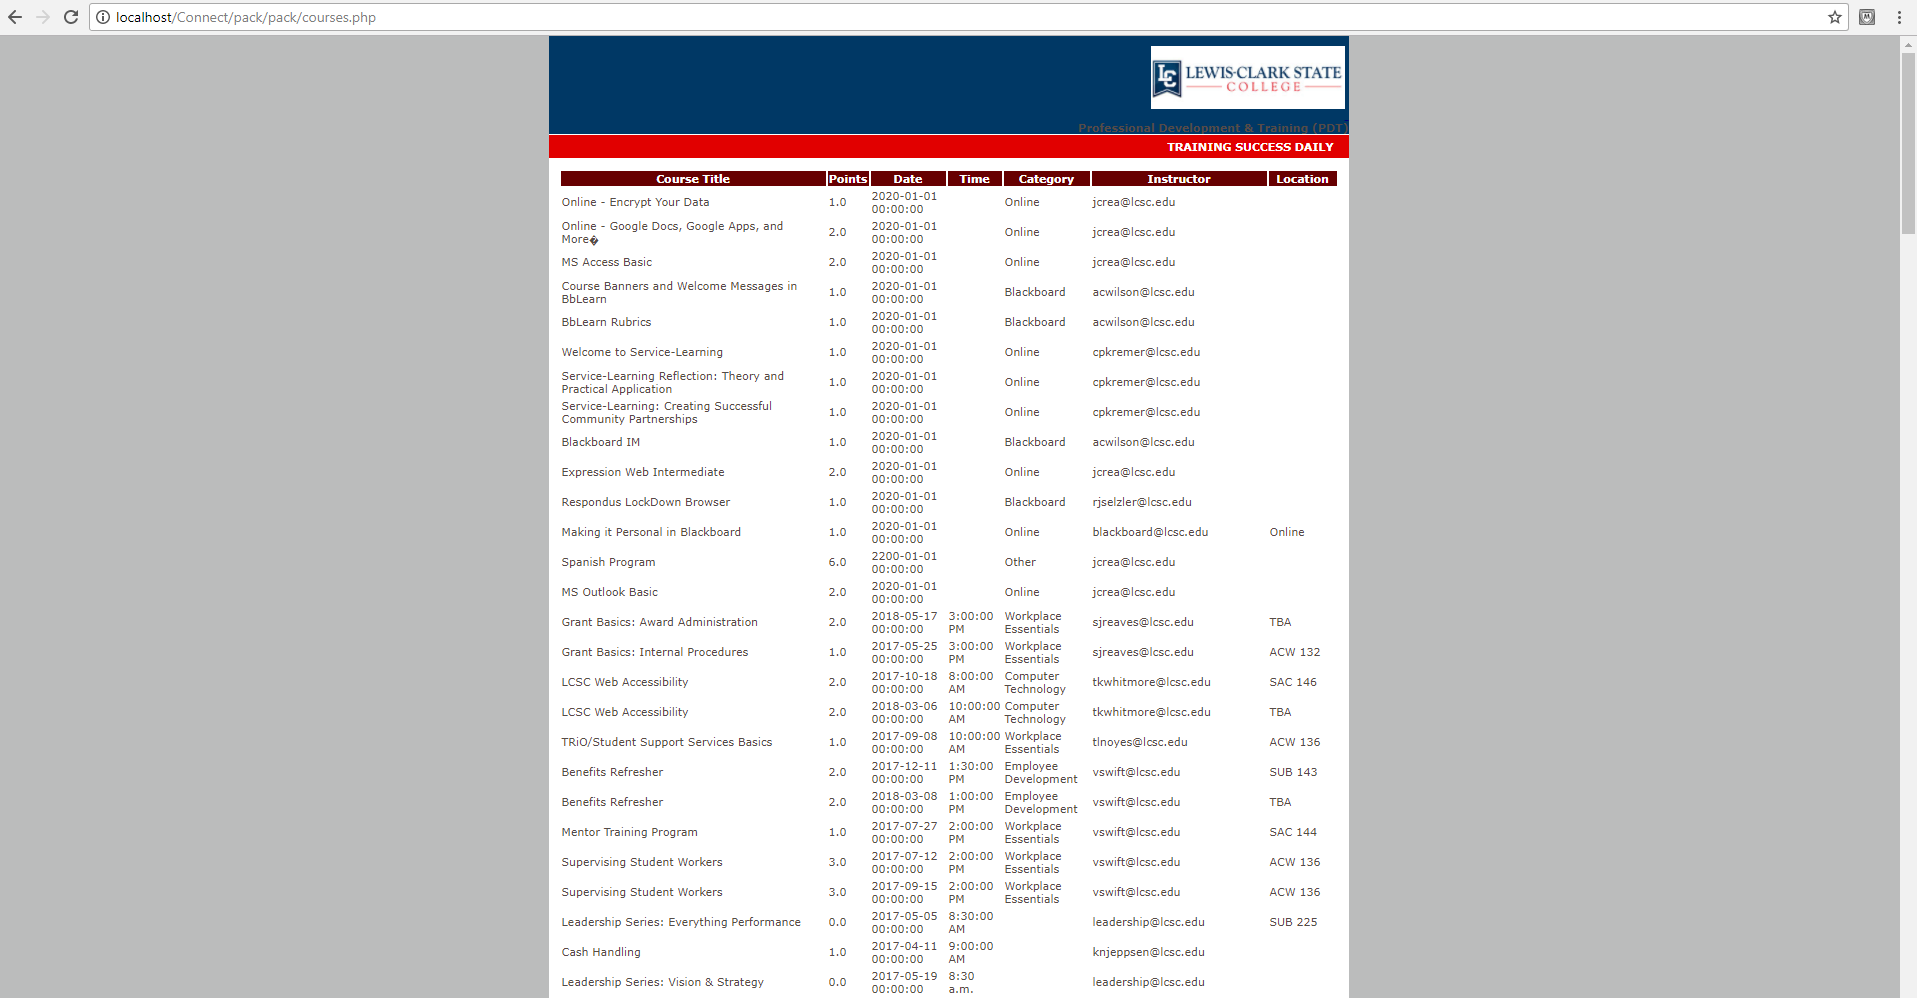 localhost/Connect/pack/pack/courses.php
LC LEWIS-CLARK STATE
COLLEGE
Professional Development & Training (PDT)
TRAINING SUCCESS DAILY
Course Title Points Date Time Category Instructor Location
Online - Encrypt Your Data 1.0 2020-01-01 00:00:00 Online jcrea@lcsc.edu
Online - Google Docs, Google Apps, and More� 2.0 2020-01-01 00:00:00 Online jcrea@lcsc.edu
MS Access Basic 2.0 2020-01-01 00:00:00 Online jcrea@lcsc.edu
Course Banners and Welcome Messages in BbLearn 1.0 2020-01-01 00:00:00 Blackboard acwilson@lcsc.edu
BbLearn Rubrics 1.0 2020-01-01 00:00:00 Blackboard acwilson@lcsc.edu
Welcome to Service-Learning 1.0 2020-01-01 00:00:00 Online cpkremer@lcsc.edu
Service-Learning Reflection: Theory and Practical Application 1.0 2020-01-01 00:00:00 Online cpkremer@lcsc.edu
Service-Learning: Creating Successful Community Partnerships 1.0 2020-01-01 00:00:00 Online cpkremer@lcsc.edu
Blackboard IM 1.0 2020-01-01 00:00:00 Blackboard acwilson@lcsc.edu
Expression Web Intermediate 2.0 2020-01-01 00:00:00 Online jcrea@lcsc.edu
Respondus LockDown Browser 1.0 2020-01-01 00:00:00 Blackboard rjselzler@lcsc.edu
Making it Personal in Blackboard 1.0 2020-01-01 00:00:00 Online blackboard@lcsc.edu Online
Spanish Program 6.0 2200-01-01 00:00:00 Other jcrea@lcsc.edu
MS Outlook Basic 2.0 2020-01-01 00:00:00 Online jcrea@lcsc.edu
Grant Basics: Award Administration 2.0 2018-05-17 00:00:00 3:00:00 PM Workplace Essentials sjreaves@lcsc.edu TBA
Grant Basics: Internal Procedures 1.0 2017-05-25 00:00:00 3:00:00 PM Workplace Essentials sjreaves@lcsc.edu ACW 132
LCSC Web Accessibility 2.0 2017-10-18 00:00:00 8:00:00 AM Computer Technology tkwhitmore@lcsc.edu SAC 146
LCSC Web Accessibility 2.0 2018-03-06 00:00:00 10:00:00 AM Computer Technology tkwhitmore@lcsc.edu TBA
TRiO/Student Support Services Basics 1.0 2017-09-08 00:00:00 10:00:00 AM Workplace Essentials tlnoyes@lcsc.edu ACW 136
Benefits Refresher 2.0 2017-12-11 00:00:00 1:30:00 PM Employee Development vswift@lcsc.edu SUB 143
Benefits Refresher 2.0 2018-03-08 00:00:00 1:00:00 PM Employee Development vswift@lcsc.edu TBA
Mentor Training Program 1.0 2017-07-27 00:00:00 2:00:00 PM Workplace Essentials vswift@lcsc.edu SAC 144
Supervising Student Workers 3.0 2017-07-12 00:00:00 2:00:00 PM Workplace Essentials vswift@lcsc.edu ACW 136
Supervising Student Workers 3.0 2017-09-15 00:00:00 2:00:00 PM Workplace Essentials vswift@lcsc.edu ACW 136
Leadership Series: Everything Performance 0.0 2017-05-05 00:00:00 8:30:00 AM leadership@lcsc.edu SUB 225
Cash Handling 1.0 2017-04-11 00:00:00 9:00:00 AM knjeppsen@lcsc.edu
Leadership Series: Vision & Strategy 0.0 2017-05-19 00:00:00 8:30 a.m. leadership@lcsc.edu